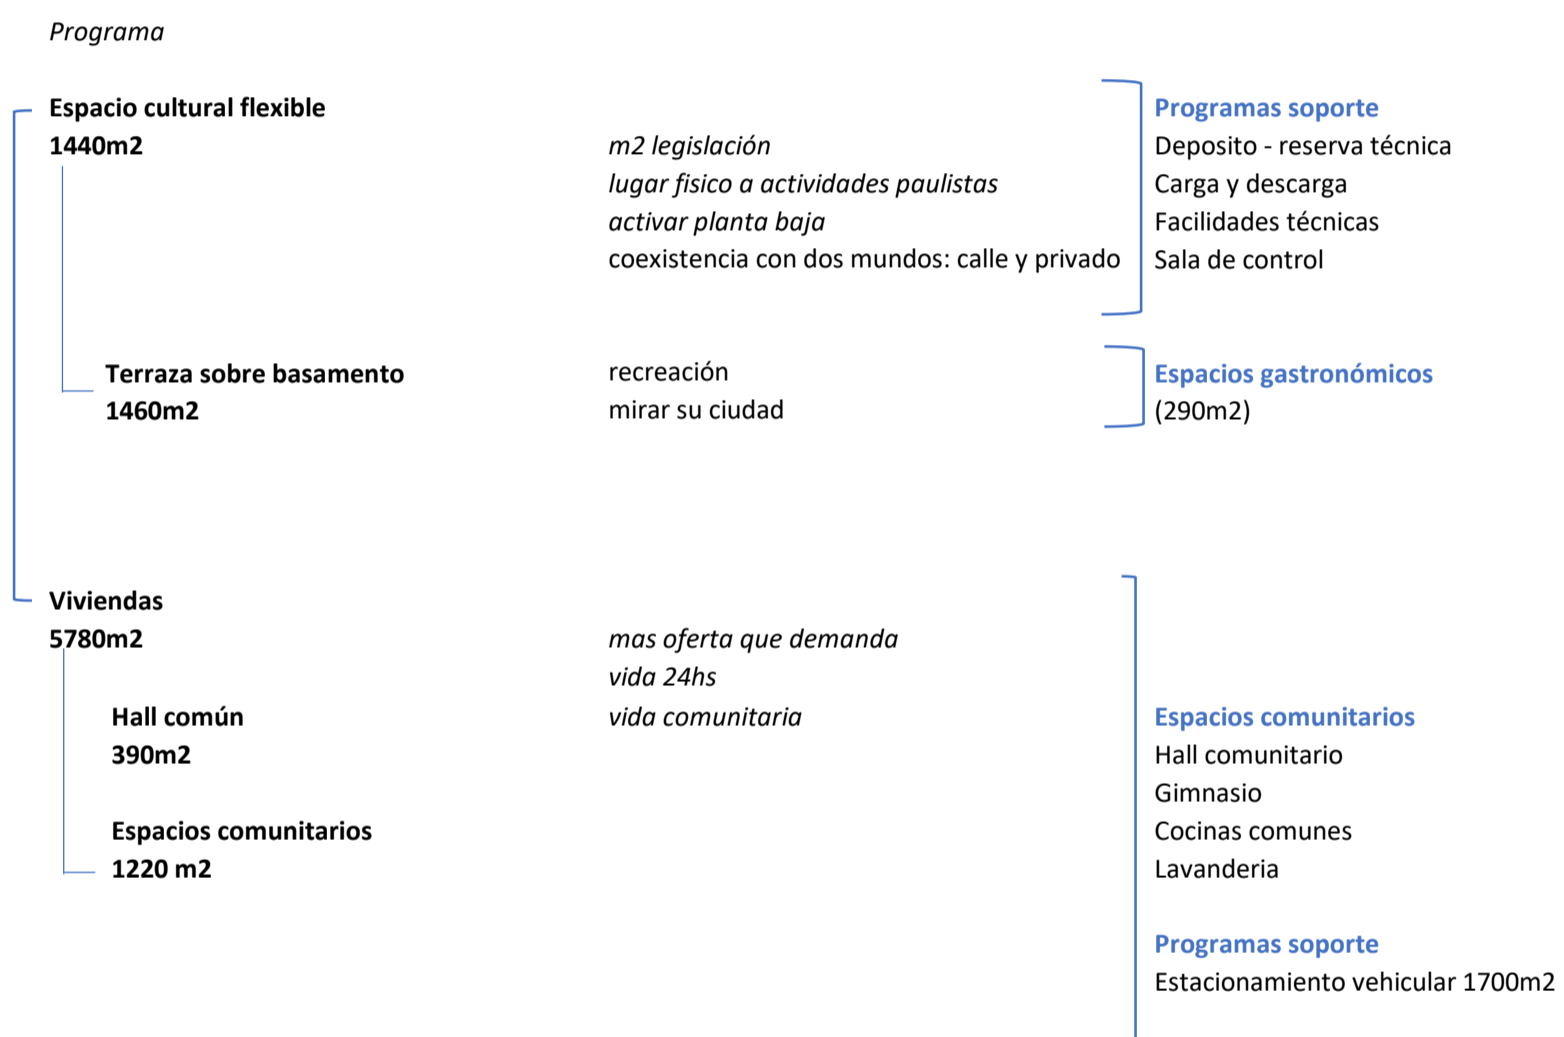 Programa
Espacio cultural flexible
1440m2
m2 legislación
lugar fisico a actividades paulistas
activar planta baja
coexistencia con dos mundos: calle y privado
Programas soporte
Deposito - reserva técnica
Carga y descarga
Facilidades técnicas
Sala de control
Terraza sobre basamento
1460m2
recreación
mirar su ciudad
Espacios gastronómicos
(290m2)
Viviendas
5780m2
mas oferta que demanda
vida 24hs
vida comunitaria
Hall común
390m2
Espacios comunitarios
1220 m2
Espacios comunitarios
Hall comunitario
Gimnasio
Cocinas comunes
Lavanderia
Programas soporte
Estacionamiento vehicular 1700m2